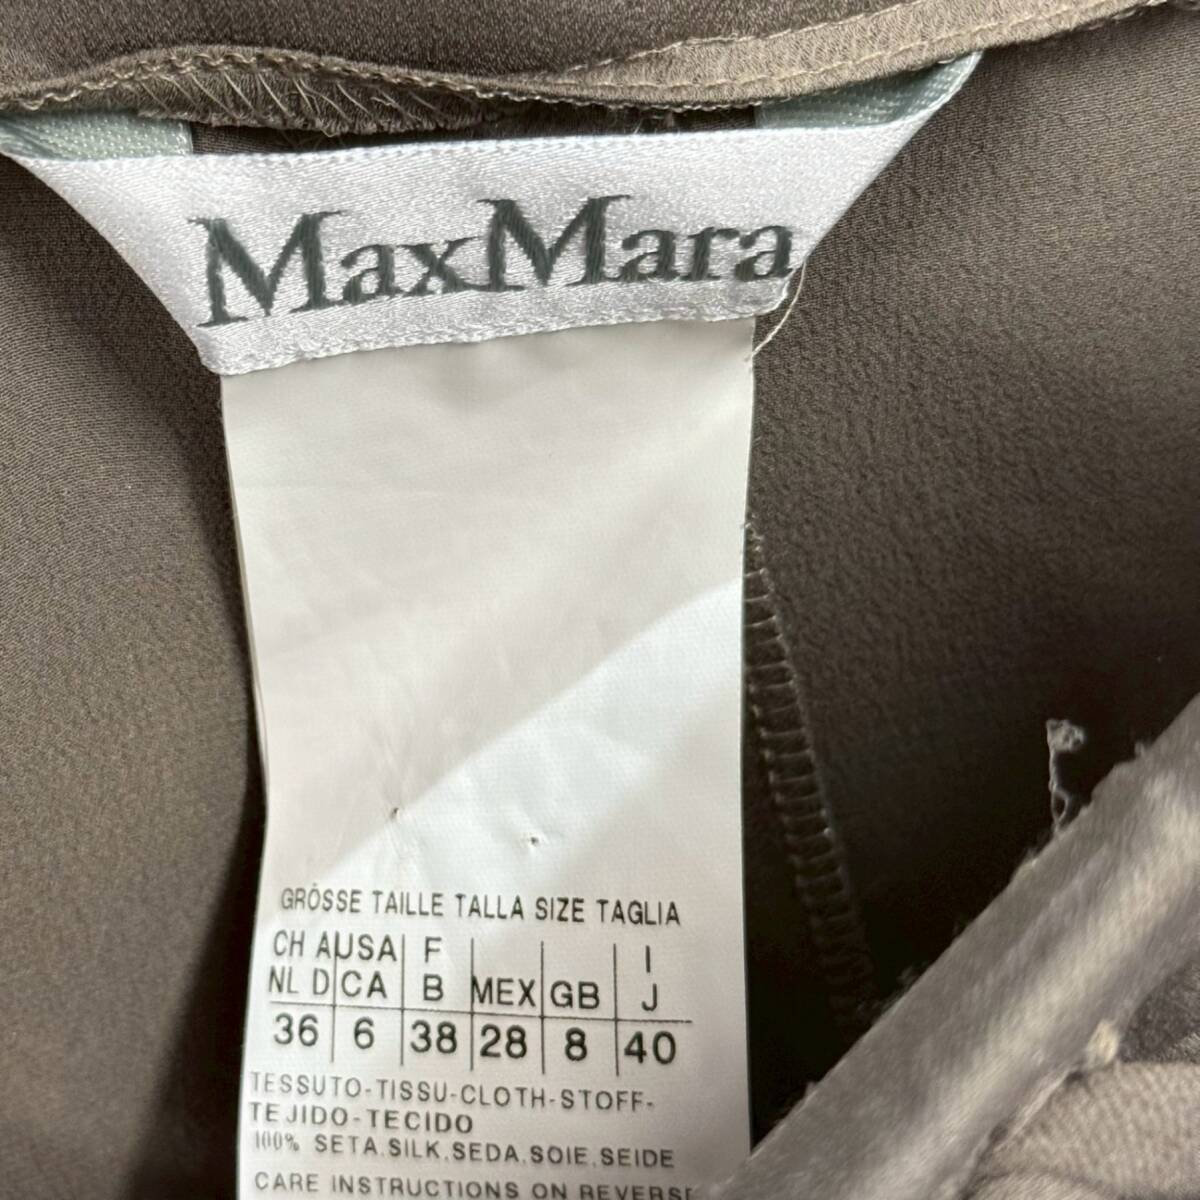 MaxMara
GRÖSSE TAILLE TALLA SIZE TAGLIA
CH A USA F I
NL D CA B MEX GB J
36 6 38 28 8 40
TESSUTO-TISSU-CLOTH-STOFF-
TEJIDO-TECIDO
100% SETA.SILK.SEDA.SOIE.SEIDE
CARE INSTRUCTIONS ON REVERSE